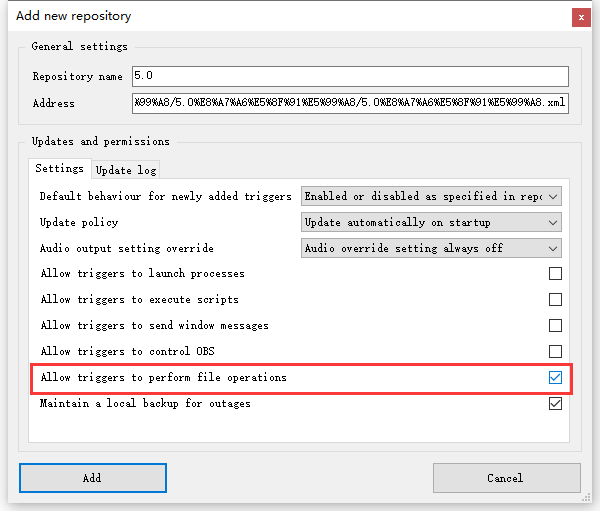 Add new repository
x
General settings
Repository name 5.0
Address %99%A8/5.0%E8%A7%A6%E5%8F%91%E5%99%A8/5.0%E8%A7%A6%E5%8F%91%E5%99%A8.xml
Updates and permissions
Settings Update log
Default behaviour for newly added triggers Enabled or disabled as specified in repo
Update policy Update automatically on startup
Audio output setting override Audio override setting always off
Allow triggers to launch processes
Allow triggers to execute scripts
Allow triggers to send window messages
Allow triggers to control OBS
Allow triggers to perform file operations
Maintain a local backup for outages
Add Cancel